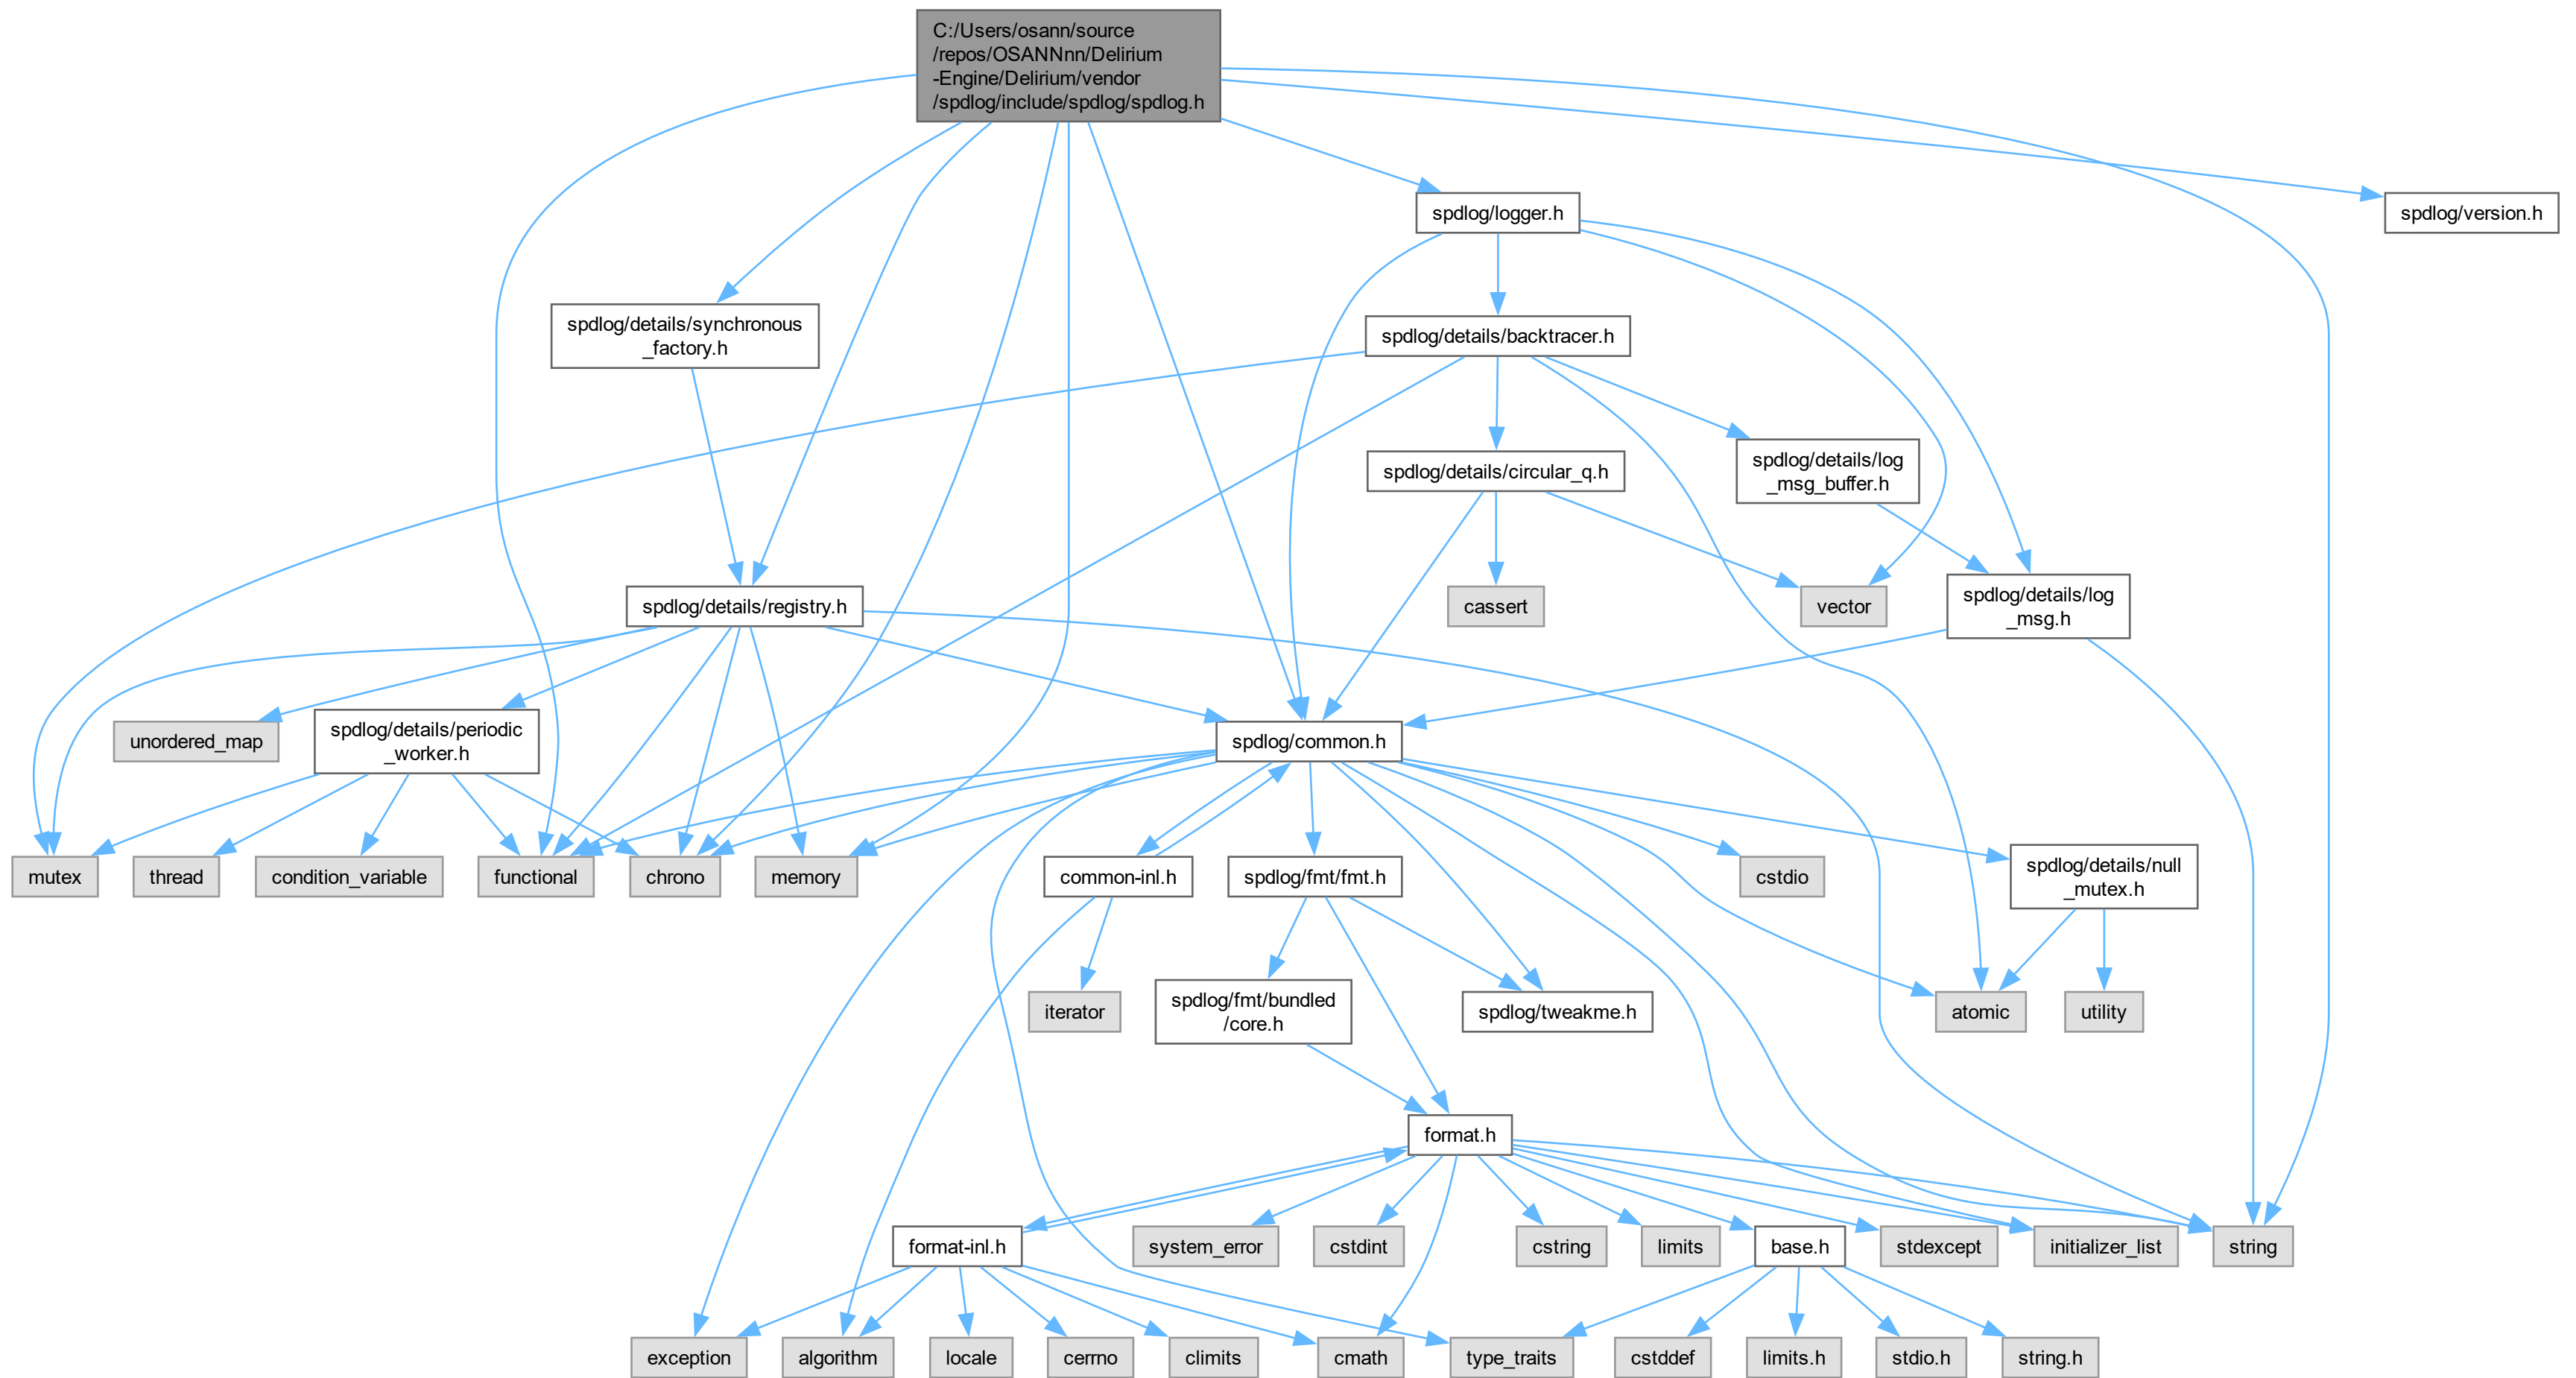 C:/Users/osann/source
/repos/OSANNnn/Delirium
-Engine/Delirium/vendor
/spdlog/include/spdlog/spdlog.h
spdlog/logger.h
spdlog/version.h
spdlog/details/synchronous
_factory.h
spdlog/details/backtracer.h
spdlog/details/circular_q.h
spdlog/details/log
_msg_buffer.h
spdlog/details/registry.h
cassert
vector
spdlog/details/log
_msg.h
unordered_map
spdlog/details/periodic
_worker.h
spdlog/common.h
mutex
thread
condition_variable
functional
chrono
memory
common-inl.h
spdlog/fmt/fmt.h
cstdio
spdlog/details/null
_mutex.h
iterator
spdlog/fmt/bundled
/core.h
spdlog/tweakme.h
atomic
utility
format.h
format-inl.h
system_error
cstdint
cstring
limits
base.h
stdexcept
initializer_list
string
exception
algorithm
locale
cerrno
climits
cmath
type_traits
cstddef
limits.h
stdio.h
string.h